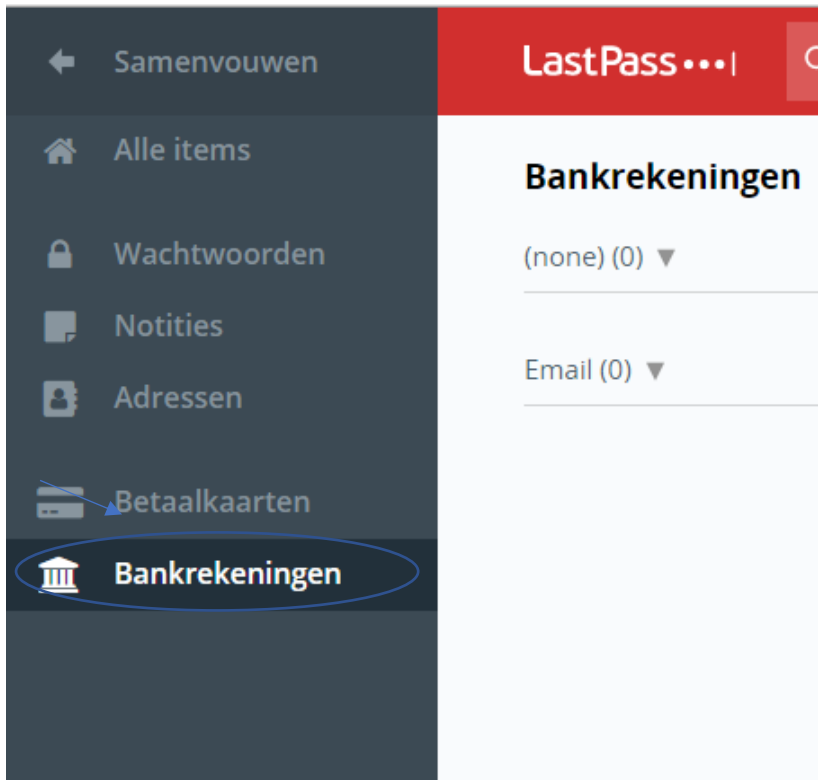 Samenvouwen
LastPass
Alle items
Wachtwoorden
Notities
Adressen
Betaalkaarten
Bankrekeningen
Bankrekeningen
(none) (0) ▼
Email (0) ▼